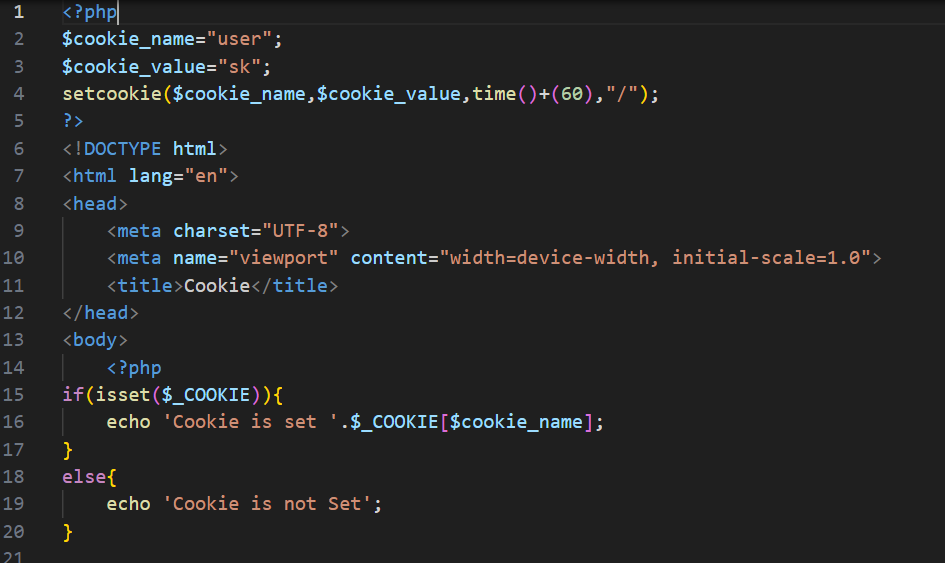 1 <?php
2 $cookie_name="user";
3 $cookie_value="sk";
4 setcookie($cookie_name,$cookie_value,time()+(60),"/");
5 ?>
6 <!DOCTYPE html>
7 <html lang="en">
8 <head>
9     <meta charset="UTF-8">
10     <meta name="viewport" content="width=device-width, initial-scale=1.0">
11     <title>Cookie</title>
12 </head>
13 <body>
14     <?php
15 if(isset($_COOKIE)){
16     echo 'Cookie is set '.$_COOKIE[$cookie_name];
17 }
18 else{
19     echo 'Cookie is not Set';
20 }
21